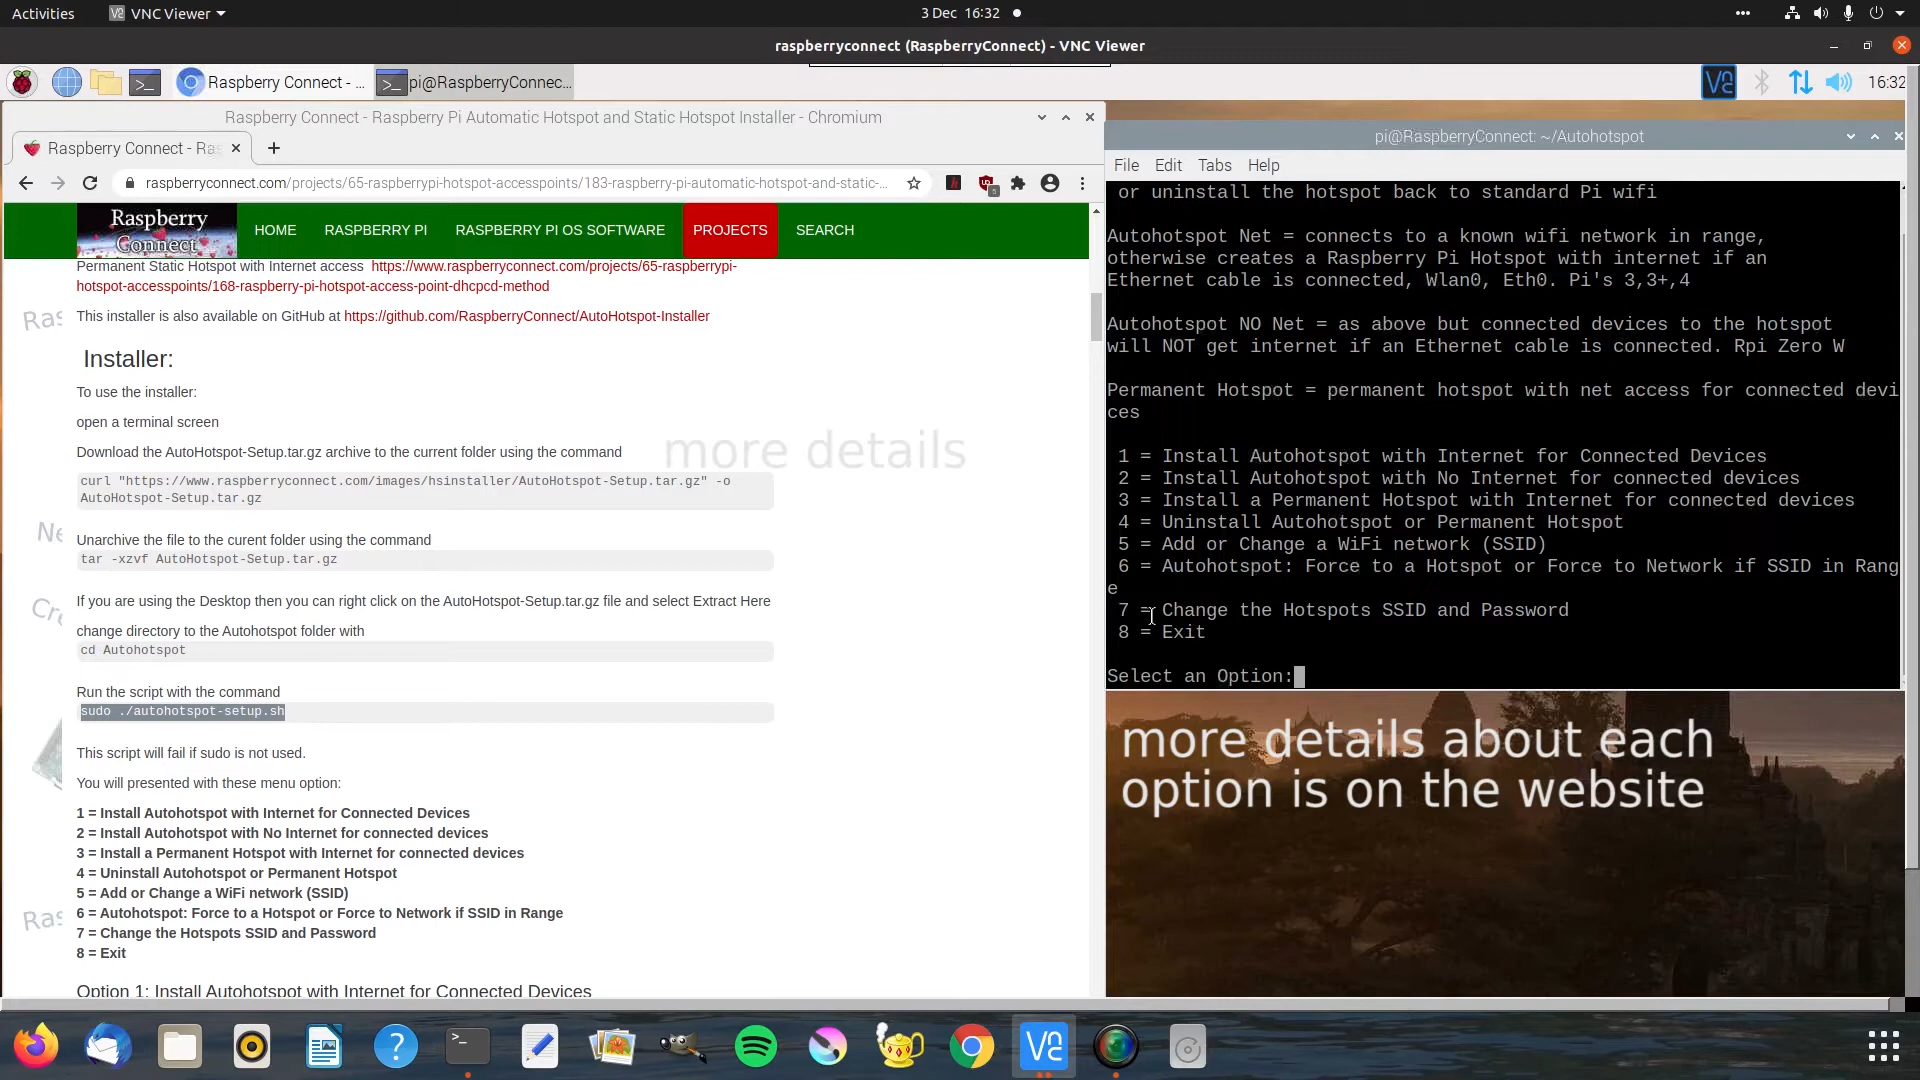 Activities
VNC Viewer
3 Dec 16:32
raspberryconnect (RaspberryConnect) - VNC Viewer
Raspberry Connect - ...
pi@RaspberryConnec...
16:32
Raspberry Connect - Raspberry Pi Automatic Hotspot and Static Hotspot Installer - Chromium
Raspberry Connect - Ras
raspberryconnect.com/projects/65-raspberrypi-hotspot-accesspoints/183-raspberry-pi-automatic-hotspot-and-static-...
Raspberry
Connect
HOME
RASPBERRY PI
RASPBERRY PI OS SOFTWARE
PROJECTS
SEARCH
Permanent Static Hotspot with Internet access https://www.raspberryconnect.com/projects/65-raspberrypi-
hotspot-accesspoints/168-raspberry-pi-hotspot-access-point-dhcpcd-method
This installer is also available on GitHub at https://github.com/RaspberryConnect/AutoHotspot-Installer
Installer:
To use the installer:
open a terminal screen
Download the AutoHotspot-Setup.tar.gz archive to the current folder using the command
curl "https://www.raspberryconnect.com/images/hsinstaller/AutoHotspot-Setup.tar.gz" -o
AutoHotspot-Setup.tar.gz
Unarchive the file to the curent folder using the command
tar -xzvf AutoHotspot-Setup.tar.gz
If you are using the Desktop then you can right click on the AutoHotspot-Setup.tar.gz file and select Extract Here
change directory to the Autohotspot folder with
cd Autohotspot
Run the script with the command
sudo ./autohotspot-setup.sh
This script will fail if sudo is not used.
You will presented with these menu option:
1 = Install Autohotspot with Internet for Connected Devices
2 = Install Autohotspot with No Internet for connected devices
3 = Install a Permanent Hotspot with Internet for connected devices
4 = Uninstall Autohotspot or Permanent Hotspot
5 = Add or Change a WiFi network (SSID)
6 = Autohotspot: Force to a Hotspot or Force to Network if SSID in Range
7 = Change the Hotspots SSID and Password
8 = Exit
Option 1: Install Autohotspot with Internet for Connected Devices
more details
pi@RaspberryConnect: ~/Autohotspot
File Edit Tabs Help
or uninstall the hotspot back to standard Pi wifi
Autohotspot Net = connects to a known wifi network in range,
otherwise creates a Raspberry Pi Hotspot with internet if an
Ethernet cable is connected, Wlan0, Eth0. Pi's 3,3+,4
Autohotspot NO Net = as above but connected devices to the hotspot
will NOT get internet if an Ethernet cable is connected. Rpi Zero W
Permanent Hotspot = permanent hotspot with net access for connected devi
ces
1 = Install Autohotspot with Internet for Connected Devices
2 = Install Autohotspot with No Internet for connected devices
3 = Install a Permanent Hotspot with Internet for connected devices
4 = Uninstall Autohotspot or Permanent Hotspot
5 = Add or Change a WiFi network (SSID)
6 = Autohotspot: Force to a Hotspot or Force to Network if SSID in Rang
e
7 = Change the Hotspots SSID and Password
8 = Exit
Select an Option:
more details about each
option is on the website